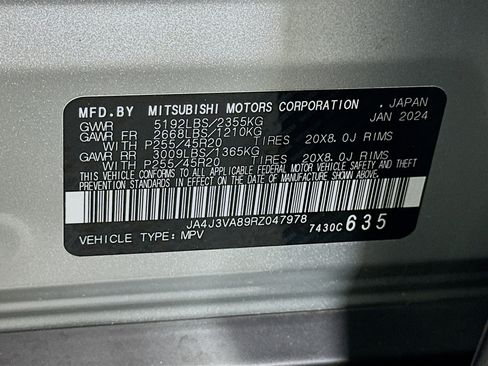 MFD.BY MITSUBISHI MOTORS CORPORATION , JAPAN
GVWR 5192LBS/2355KG JAN 2024
GAWR FR 2668LBS/1210KG
WITH P255/45R20 TIRES 20X8.0J RIMS
GAWR RR 3009LBS/1365KG
WITH P255/45R20 TIRES 20X8.0J RIMS
THIS VEHICLE CONFORMS TO ALL APPLICABLE FEDERAL MOTOR VEHICLE SAFETY AND
THEFT PREVENTION STANDARDS IN EFFECT ON THE DATE OF MANUFACTURE SHOWN ABOVE.
JA4J3VA89RZ047978
VEHICLE TYPE:MPV 7430C635